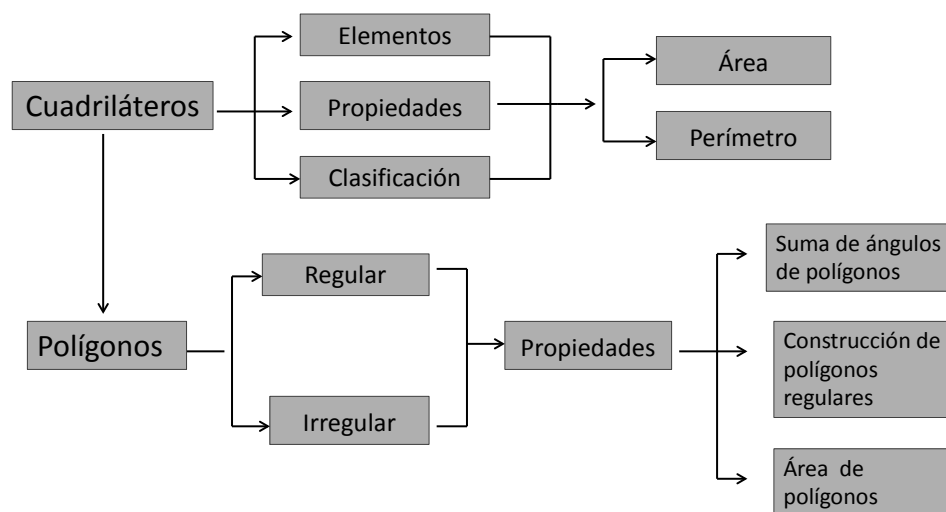 Elementos
Área
Cuadriláteros
Propiedades
Perímetro
Clasificación
Suma de ángulos
de polígonos
Regular
Polígonos
Propiedades
Construcción de
polígonos
regulares
Irregular
Área de
polígonos